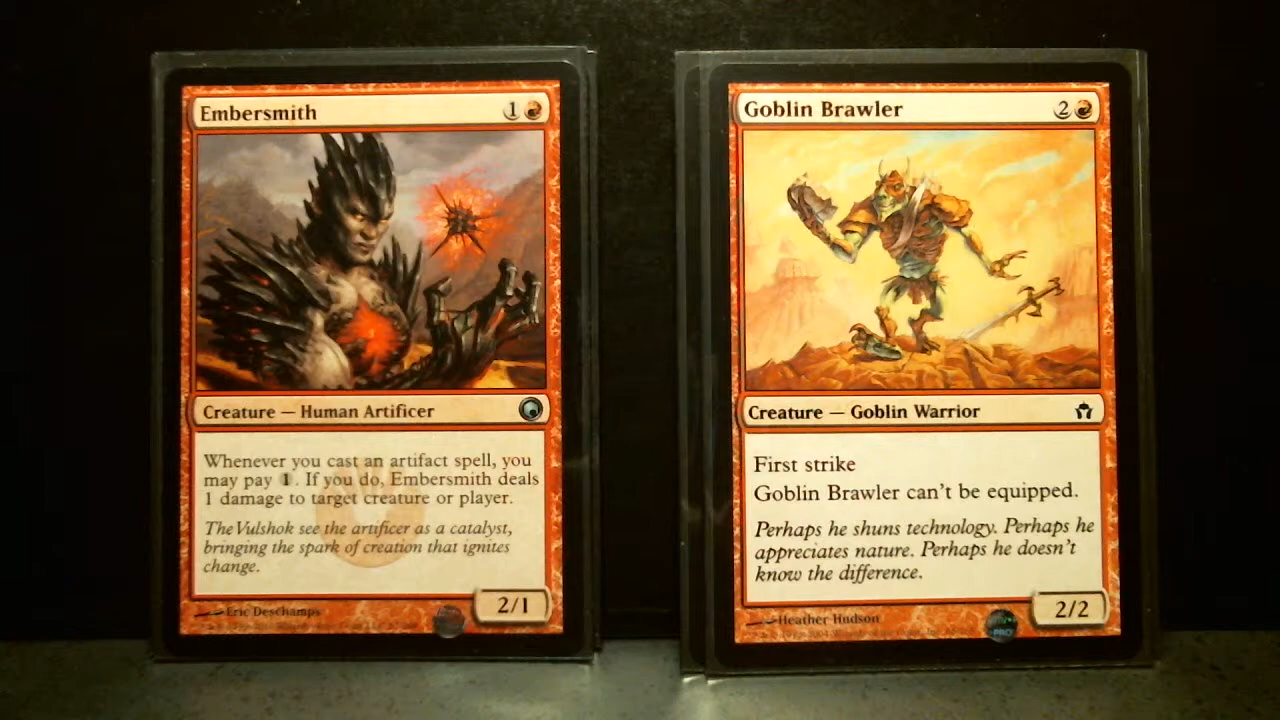 Embersmith
1
Creature — Human Artificer
Whenever you cast an artifact spell, you
may pay 1. If you do, Embersmith deals
1 damage to target creature or player.
The Vulshok see the artificer as a catalyst,
bringing the spark of creation that ignites
change.
Eric Deschamps
2/1
Goblin Brawler
2
Creature — Goblin Warrior
First strike
Goblin Brawler can't be equipped.
Perhaps he shuns technology. Perhaps he
appreciates nature. Perhaps he doesn't
know the difference.
Heather Hudson
2/2